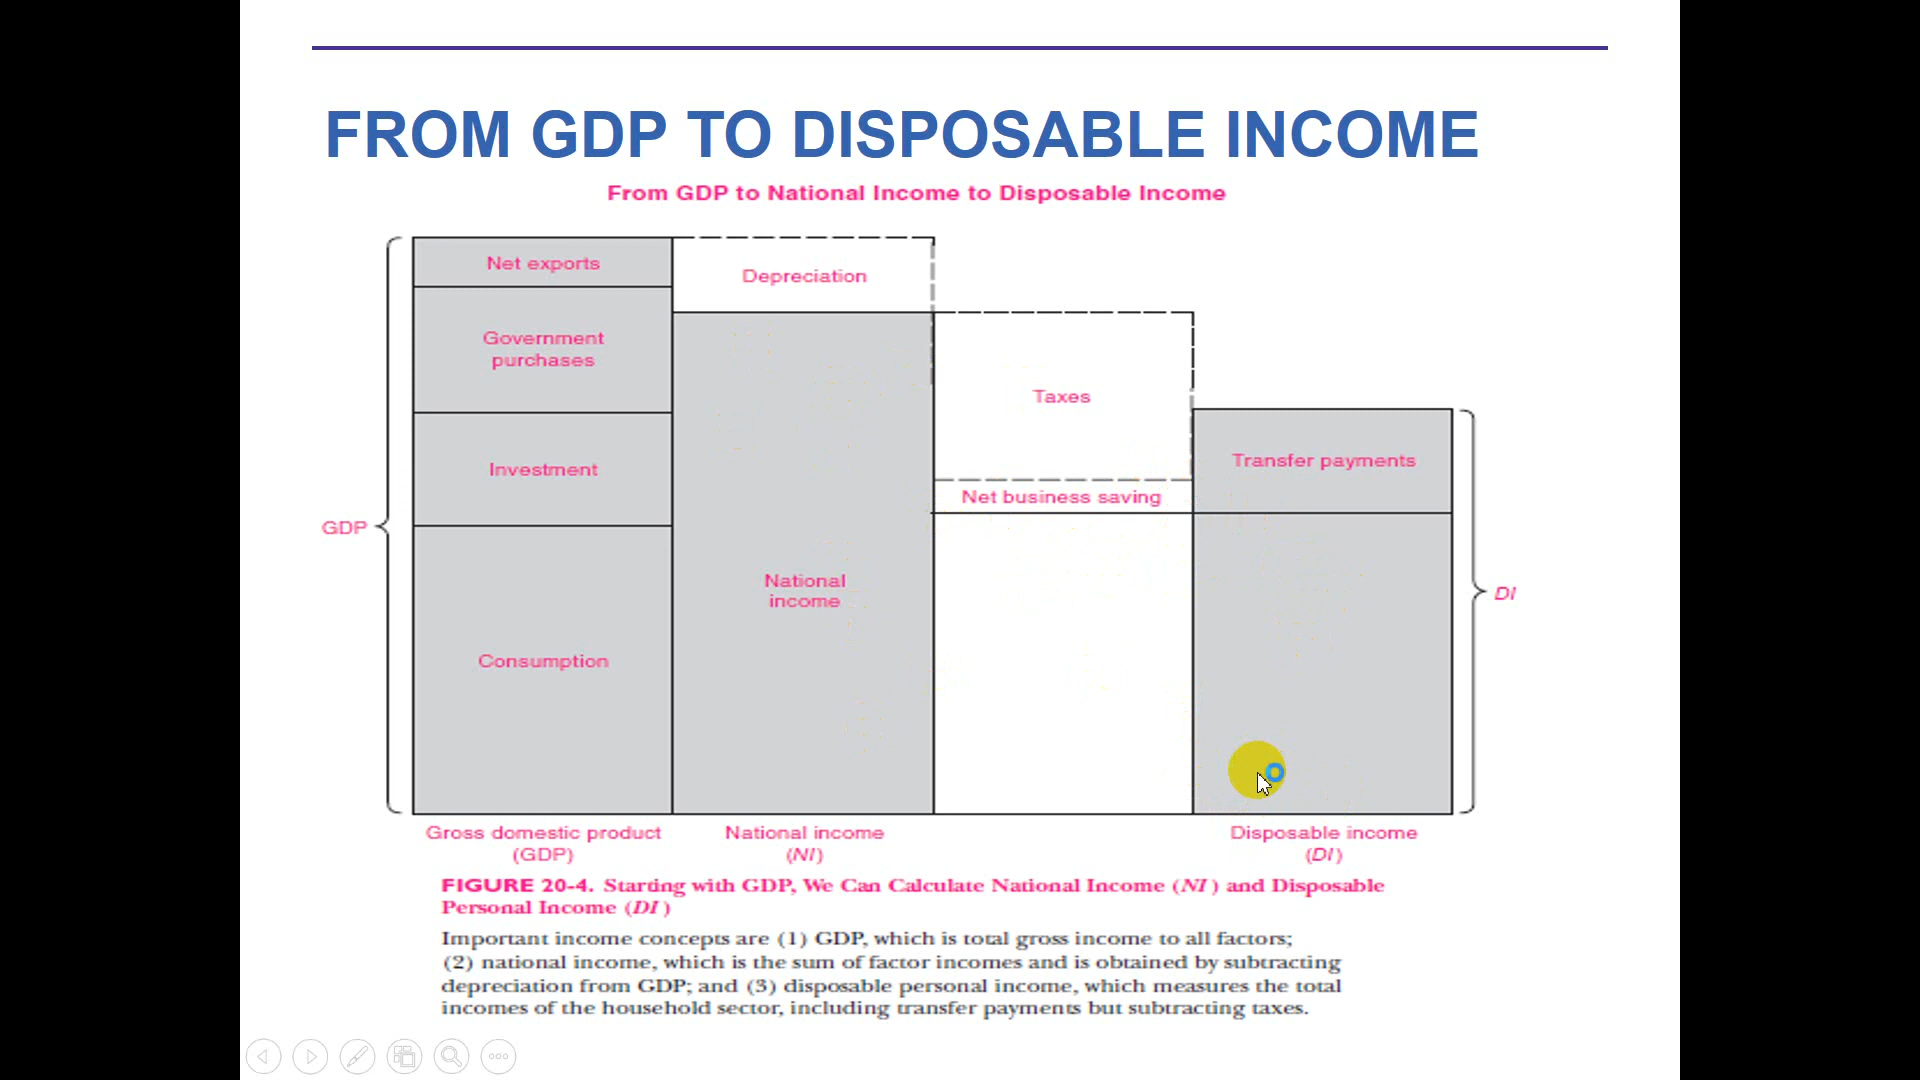 FROM GDP TO DISPOSABLE INCOME
From GDP to National Income to Disposable Income
Net exports
Depreciation
Government
purchases
Taxes
Investment
Transfer payments
Net business saving
GDP
National
income
DI
Consumption
Gross domestic product
(GDP)
National income
(NI)
Disposable income
(DI)
FIGURE 20-4. Starting with GDP, We Can Calculate National Income (NI) and Disposable
Personal Income (DI)
Important income concepts are (1) GDP, which is total gross income to all factors;
(2) national income, which is the sum of factor incomes and is obtained by subtracting
depreciation from GDP; and (3) disposable personal income, which measures the total
incomes of the household sector, including transfer payments but subtracting taxes.